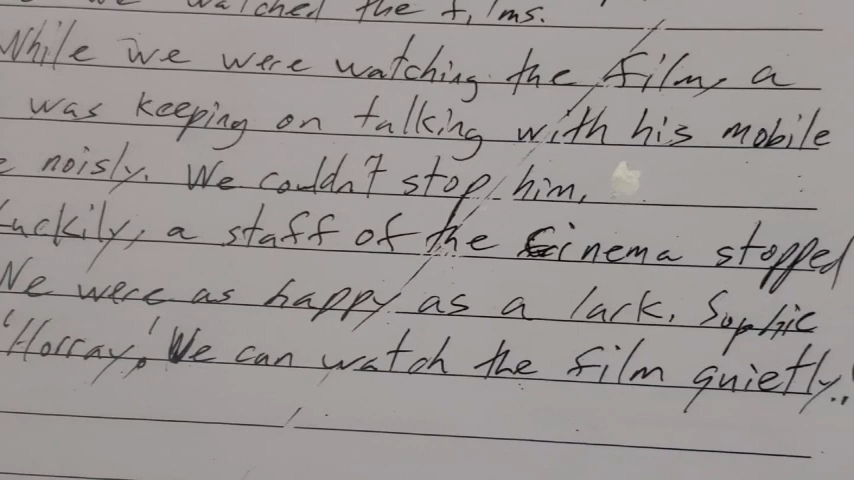 watched the films.
While we were watching the film, a
was keeping on talking with his mobile
noisly. We couldn't stop him,
Luckily, a staff of the Cinema stopped
We were as happy as a lark. Sophie
'Horray,' We can watch the film quietly.